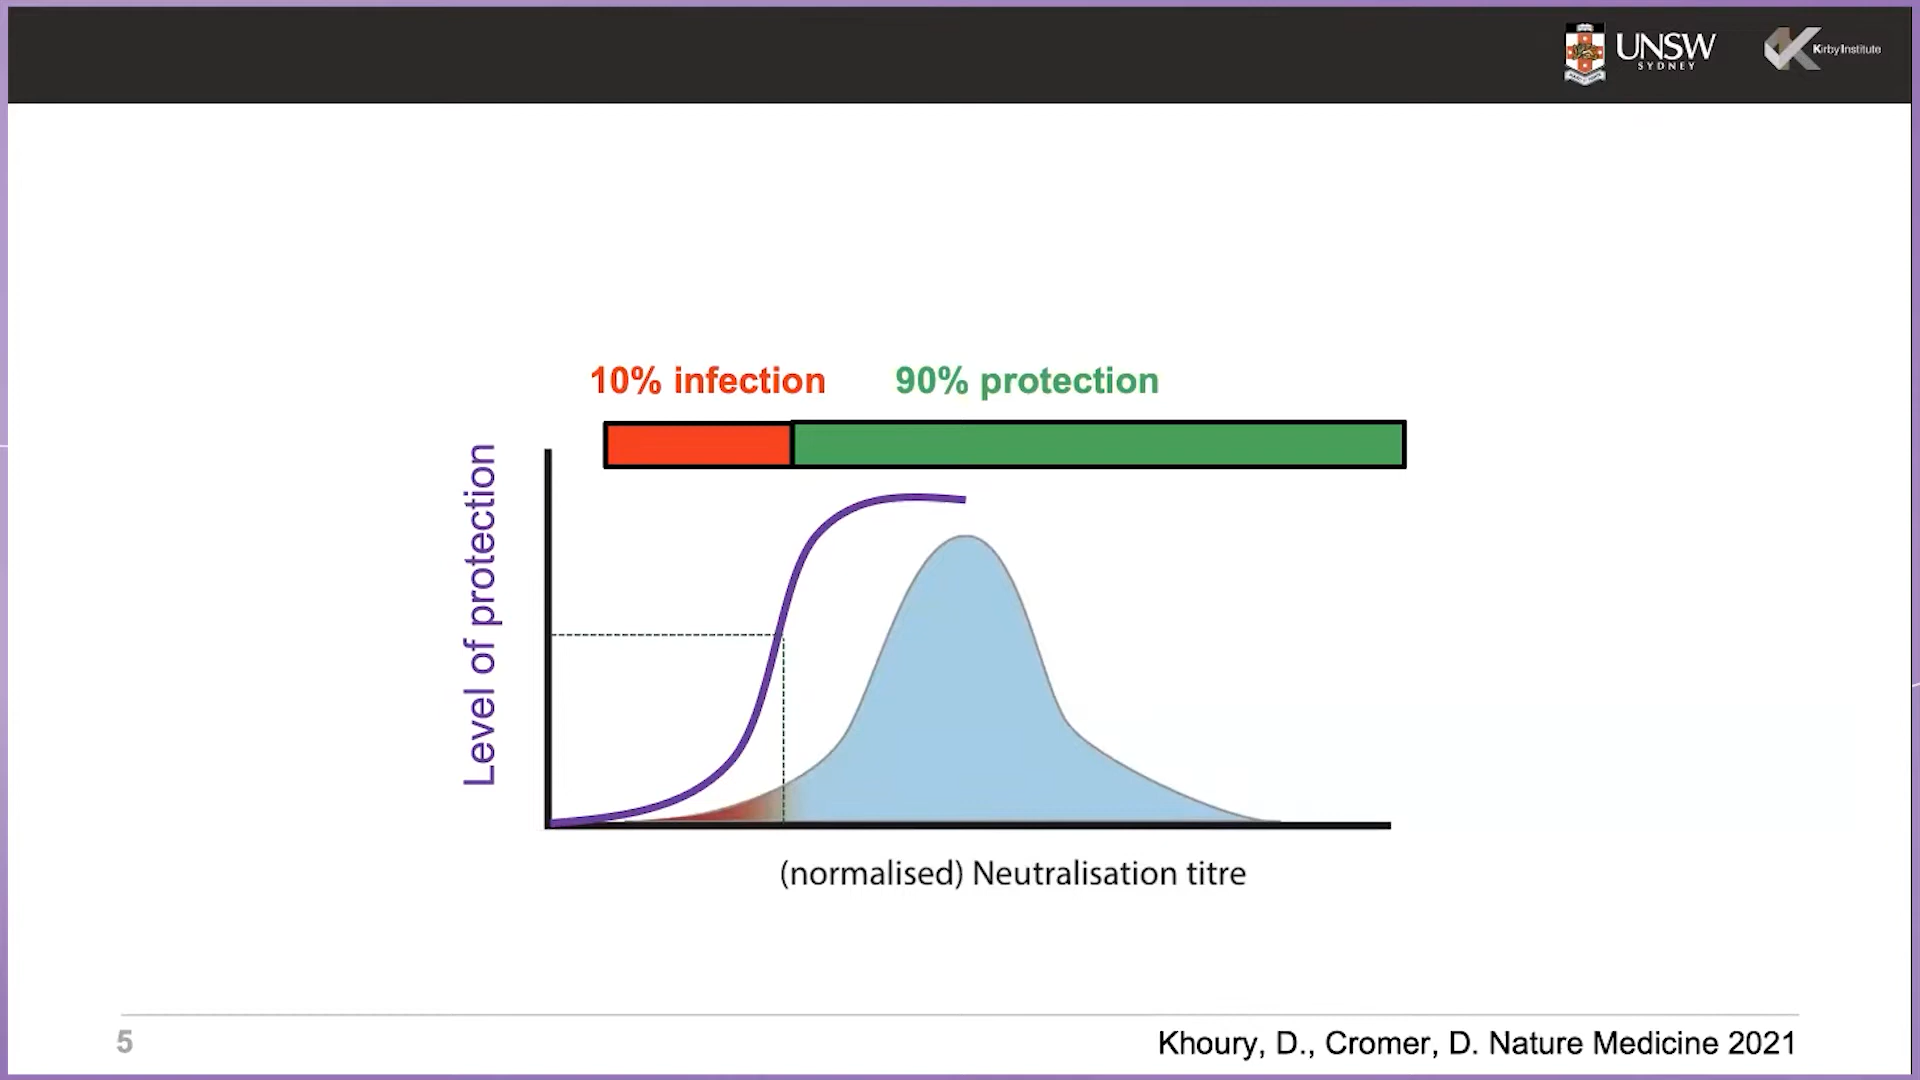 UNSW
SYDNEY
Kirby Institute
10% infection
90% protection
Level of protection
(normalised) Neutralisation titre
5
Khoury, D., Cromer, D. Nature Medicine 2021